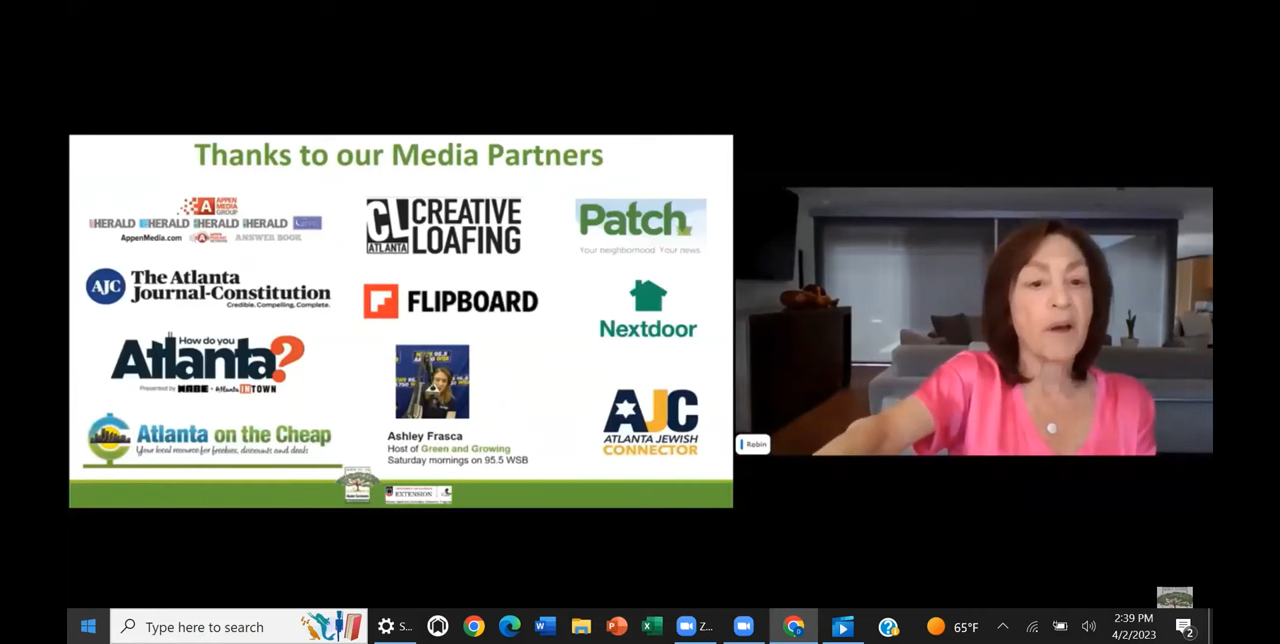 Thanks to our Media Partners
A APPEN
MEDIA
GROUP
HERALD HERALD HERALD HERALD
AppenMedia.com ANSWER BOOK
AJC The Atlanta
Journal-Constitution
Credible. Compelling. Complete.
How do you
Atlanta?
Presented by WABE + Atlanta INTOWN
Atlanta on the Cheap
Your local resource for freebies, discounts and deals
CL CREATIVE
ATLANTA LOAFING
FLIPBOARD
Ashley Frasca
Host of Green and Growing
Saturday mornings on 95.5 WSB
Patch
Your neighborhood. Your news.
Nextdoor
AJC
ATLANTA JEWISH
CONNECTOR
EXTENSION
Robin
Type here to search
S...
Z...
65°F
2:39 PM
4/2/2023
2